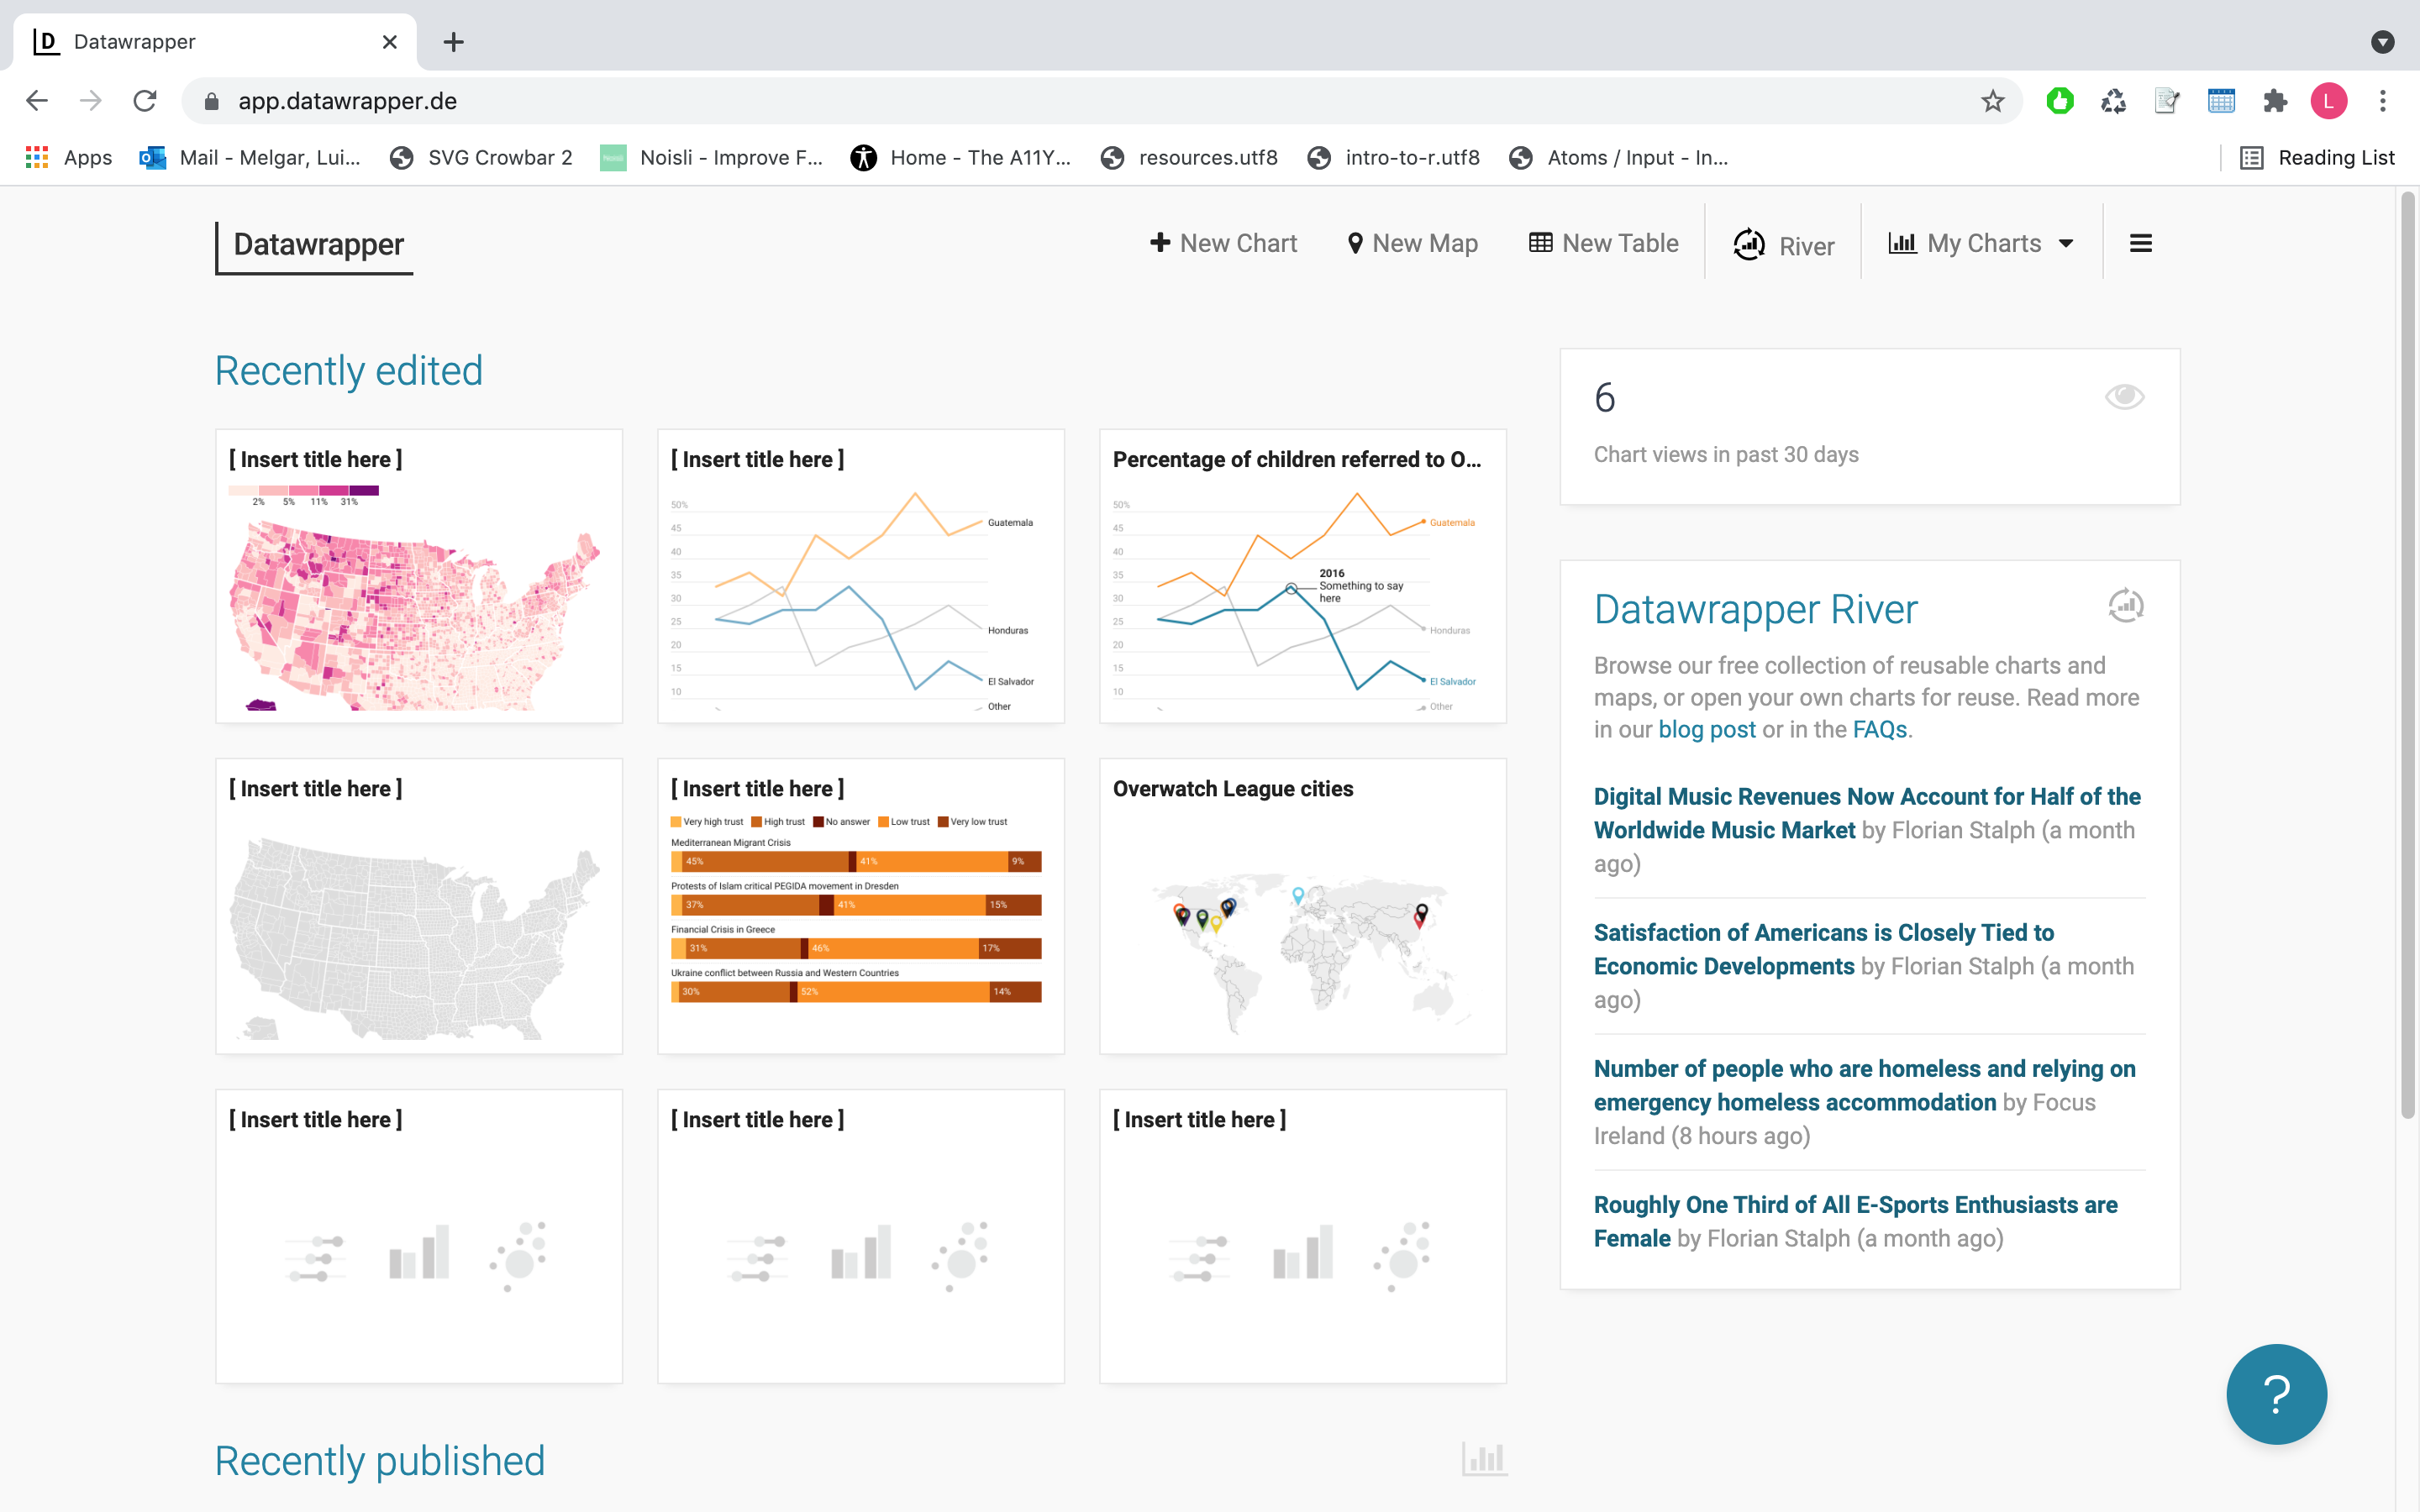 D Datawrapper
app.datawrapper.de
L
Apps
Mail - Melgar, Lui...
SVG Crowbar 2
Noisli
Noisli - Improve F...
Home - The A11Y...
resources.utf8
intro-to-r.utf8
Atoms / Input - In...
Reading List
Datawrapper
New Chart
New Map
New Table
River
My Charts
Recently edited
[ Insert title here ]
2% 5% 11% 31%
[ Insert title here ]
50%
45
40
35
30
25
20
15
10
Guatemala
Honduras
El Salvador
Other
Percentage of children referred to O...
50%
45
40
35
30
25
20
15
10
2016
Something to say
here
Guatemala
Honduras
El Salvador
Other
[ Insert title here ]
[ Insert title here ]
Very high trust High trust No answer Low trust Very low trust
Mediterranean Migrant Crisis
45% 41% 9%
Protests of Islam critical PEGIDA movement in Dresden
37% 41% 15%
Financial Crisis in Greece
31% 46% 17%
Ukraine conflict between Russia and Western Countries
30% 52% 14%
Overwatch League cities
[ Insert title here ]
[ Insert title here ]
[ Insert title here ]
Recently published
6
Chart views in past 30 days
Datawrapper River
Browse our free collection of reusable charts and
maps, or open your own charts for reuse. Read more
in our blog post or in the FAQs.
Digital Music Revenues Now Account for Half of the
Worldwide Music Market by Florian Stalph (a month
ago)
Satisfaction of Americans is Closely Tied to
Economic Developments by Florian Stalph (a month
ago)
Number of people who are homeless and relying on
emergency homeless accommodation by Focus
Ireland (8 hours ago)
Roughly One Third of All E-Sports Enthusiasts are
Female by Florian Stalph (a month ago)
?